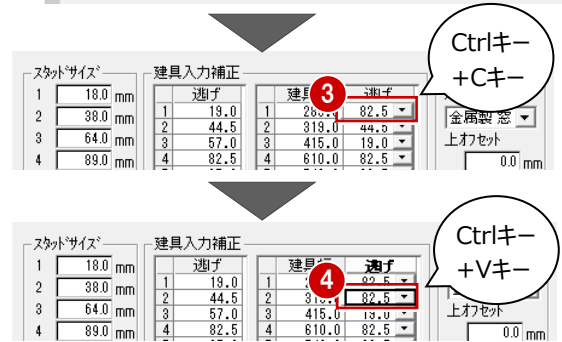 Ctrlキー
+Cキー
スタッドサイズ 建具入力補正
逃げ 建具 3 逃げ
1 18.0 mm 1 19.0 1 82.5
2 38.0 mm 2 44.5 2 319.0 44.5 金属製 窓
3 64.0 mm 3 57.0 3 415.0 19.0 上オフセット
4 89.0 mm 4 82.5 4 610.0 82.5 0.0 mm
Ctrlキー
+Vキー
スタッドサイズ 建具入力補正
逃げ 建具 4 逃げ
1 18.0 mm 1 19.0 1 82.5
2 38.0 mm 2 44.5 2 82.5
3 64.0 mm 3 57.0 3 415.0 19.0 上オフセット
4 89.0 mm 4 82.5 4 610.0 82.5 0.0 mm